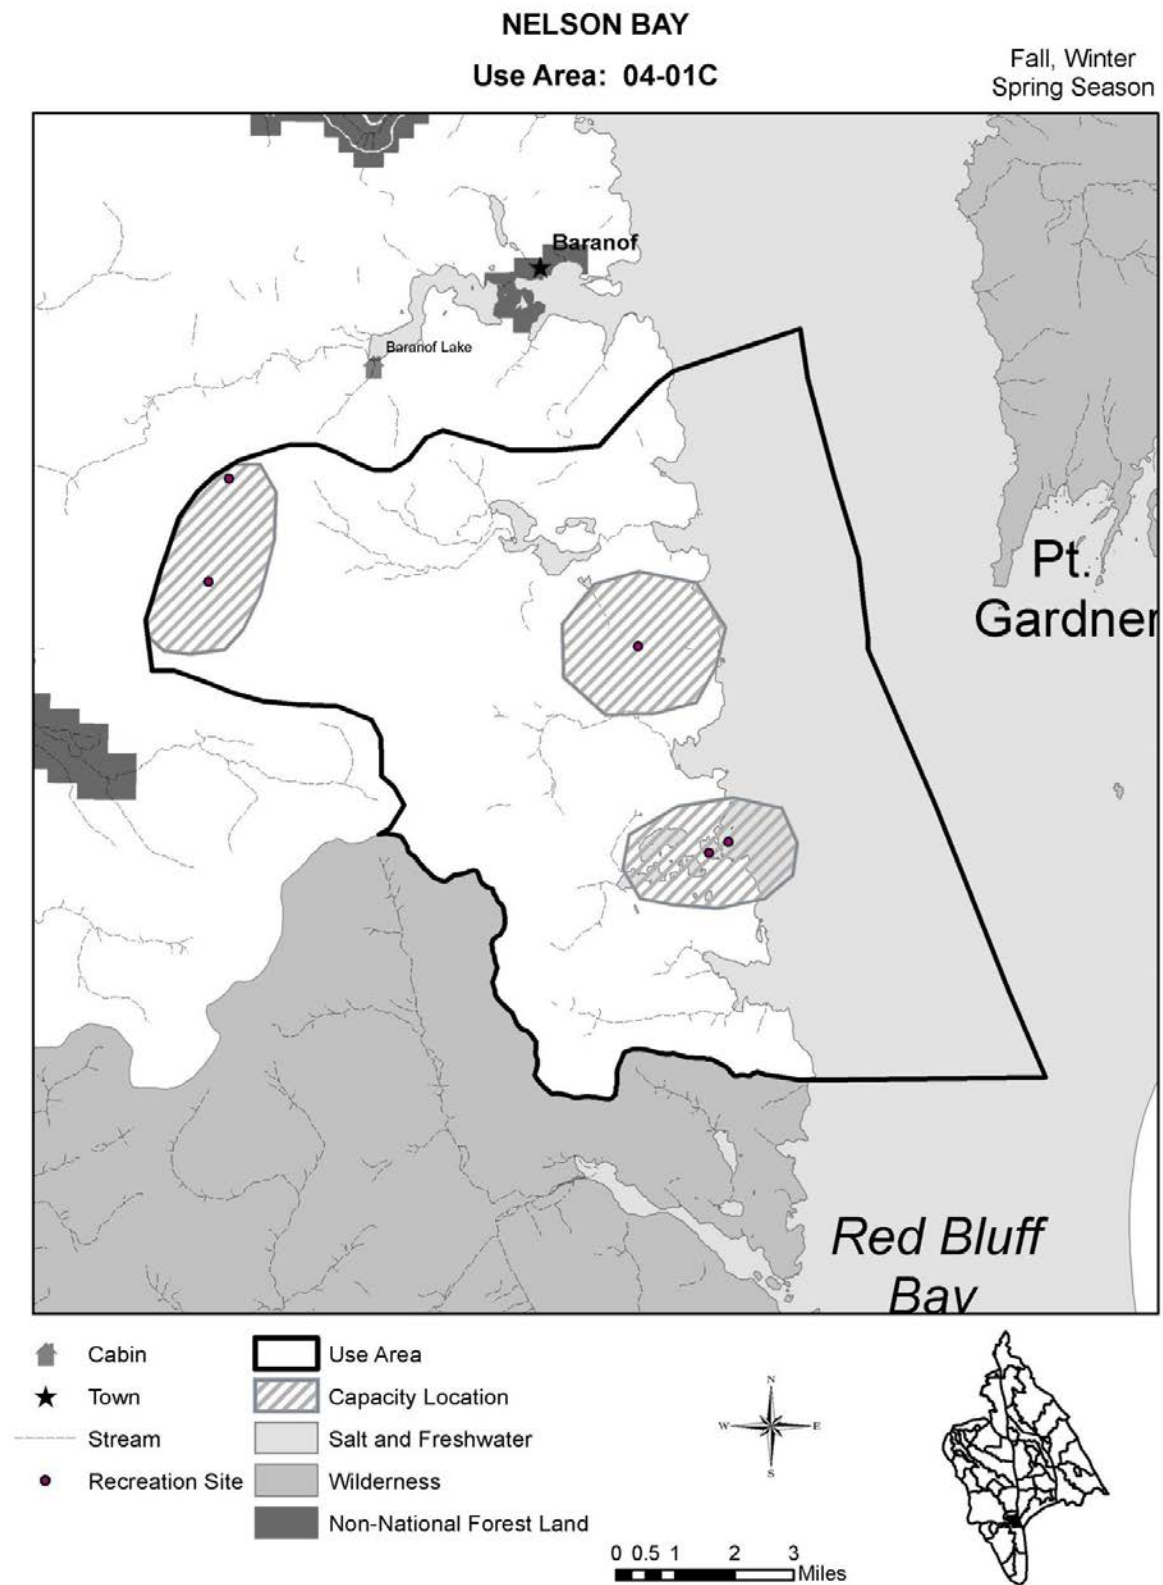 NELSON BAY
Use Area: 04-01C
Fall, Winter
Spring Season
Baranof
Baranof Lake
Pt.
Gardner
Red Bluff
Bay
Cabin
Town
Stream
Recreation Site
Use Area
Capacity Location
Salt and Freshwater
Wilderness
Non-National Forest Land
N
W E
S
0 0.5 1 2 3
Miles